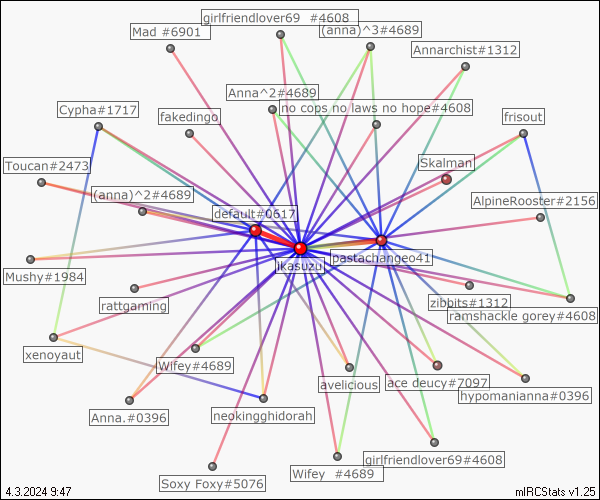 girlfriendlover69 #4608
Mad #6901
(anna)^3#4689
Annarchist#1312
Anna^2#4689
no cops no laws no hope#4608
Cypha#1717
fakedingo
frisout
Toucan#2473
Skalman
(anna)^2#4689
AlpineRooster#2156
default#0617
pastachangeo41
ikasuzu
Mushy#1984
rattgaming
zibbits#1312
ramshackle gorey#4608
xenoyaut
Wifey#4689
avelicious
ace deucy#7097
hypomanianna#0396
Anna.#0396
neokingghidorah
girlfriendlover69#4608
Soxy Foxy#5076
Wifey #4689
4.3.2024 9:47
mIRCStats v1.25